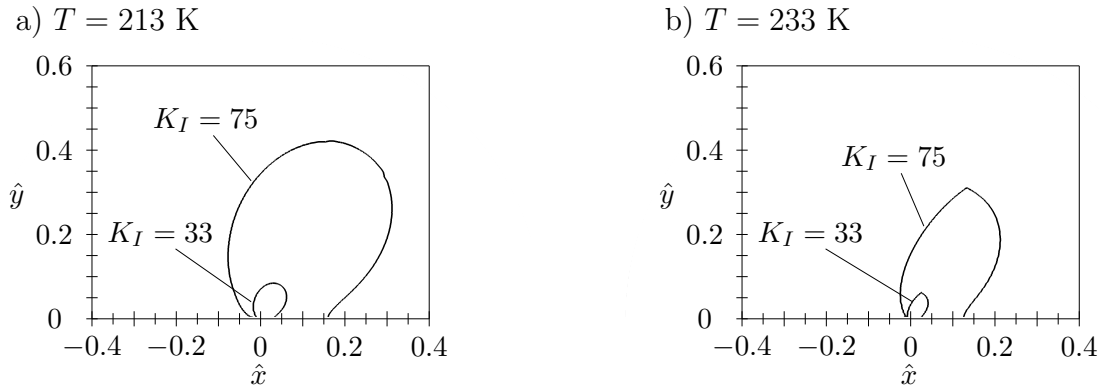 a) T = 213 K
0.6
0.4
0.2
0
ŷ
K_I = 75
K_I = 33
−0.4
−0.2
0
0.2
0.4
x̂
b) T = 233 K
0.6
0.4
0.2
0
ŷ
K_I = 75
K_I = 33
−0.4
−0.2
0
0.2
0.4
x̂